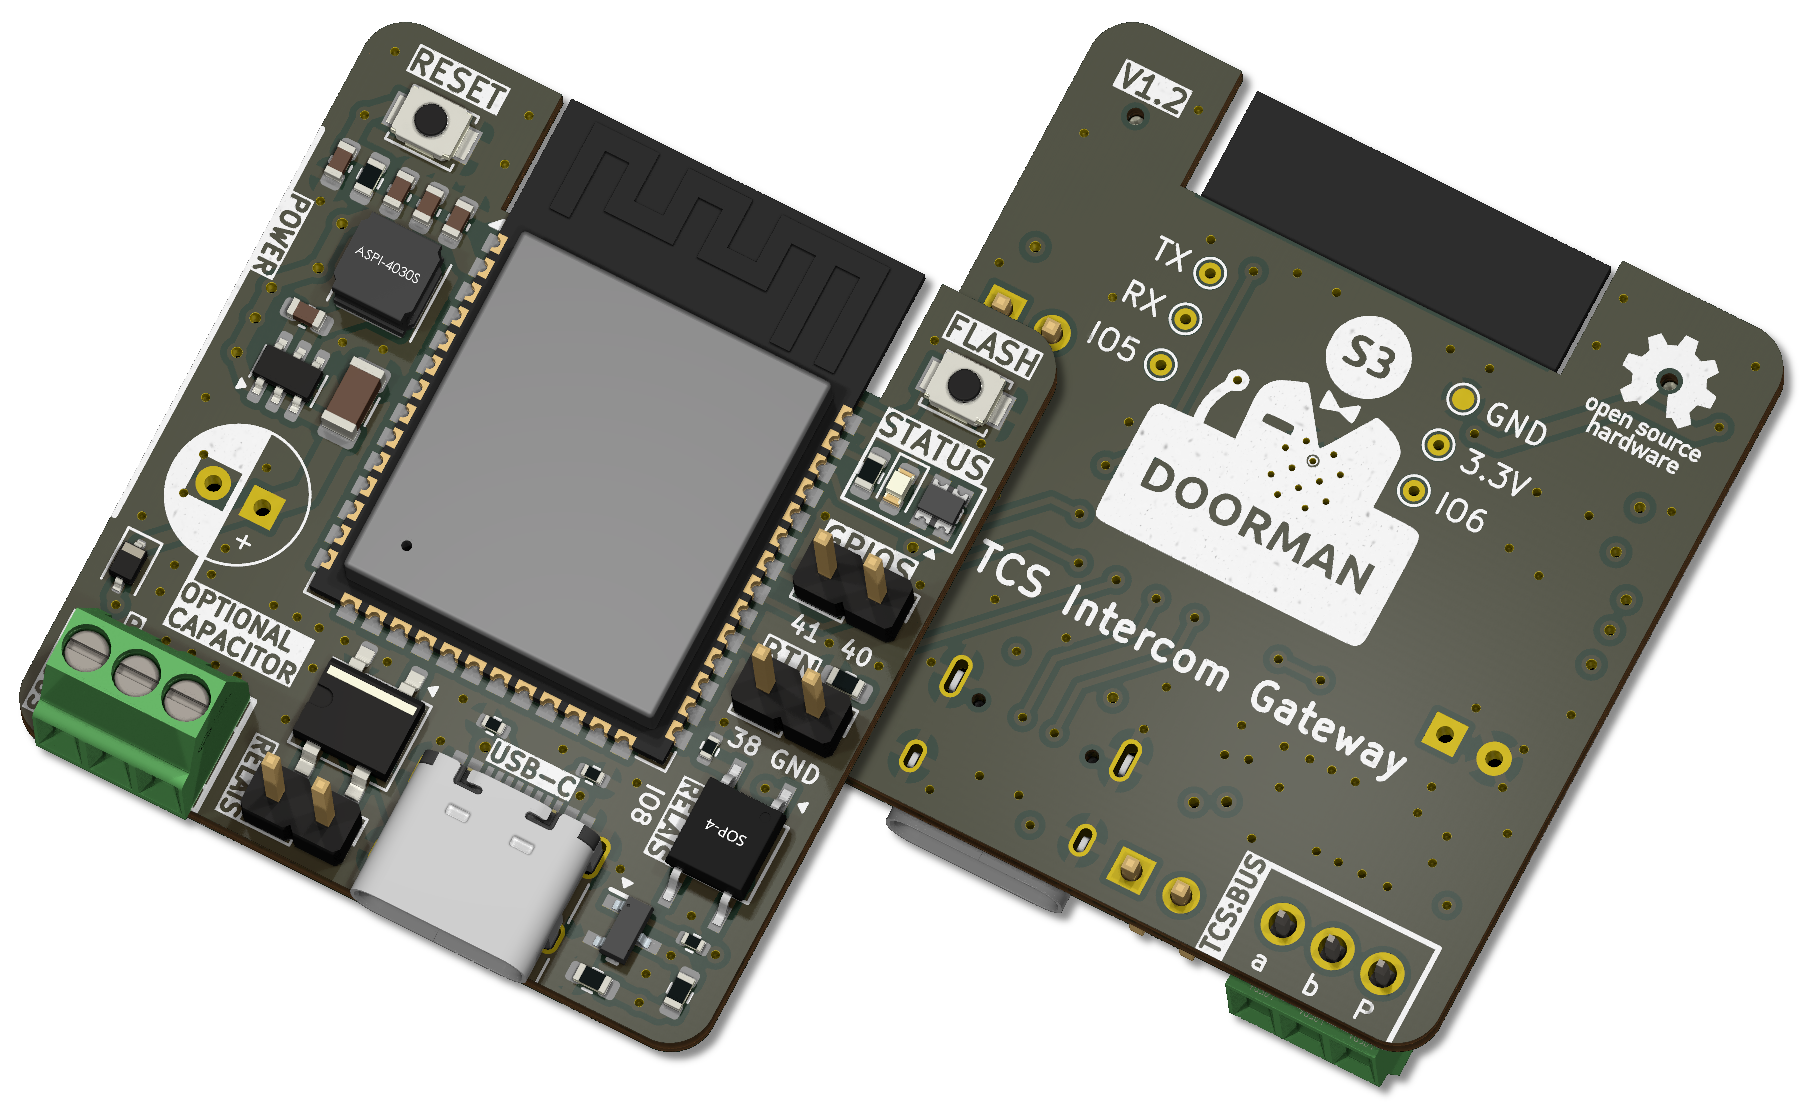 RESET
POWER
ASPI-4030S
FLASH
STATUS
GPIOS
41 40
BTN
38 GND
+
OPTIONAL
CAPACITOR
RELAIS
USB-C
IO8
RELAIS
SOP-4
V1.2
TX
RX
IO5
S3
DOORMAN
GND
3.3V
IO6
open source
hardware
TCS Intercom Gateway
TCS:BUS
a
b
P